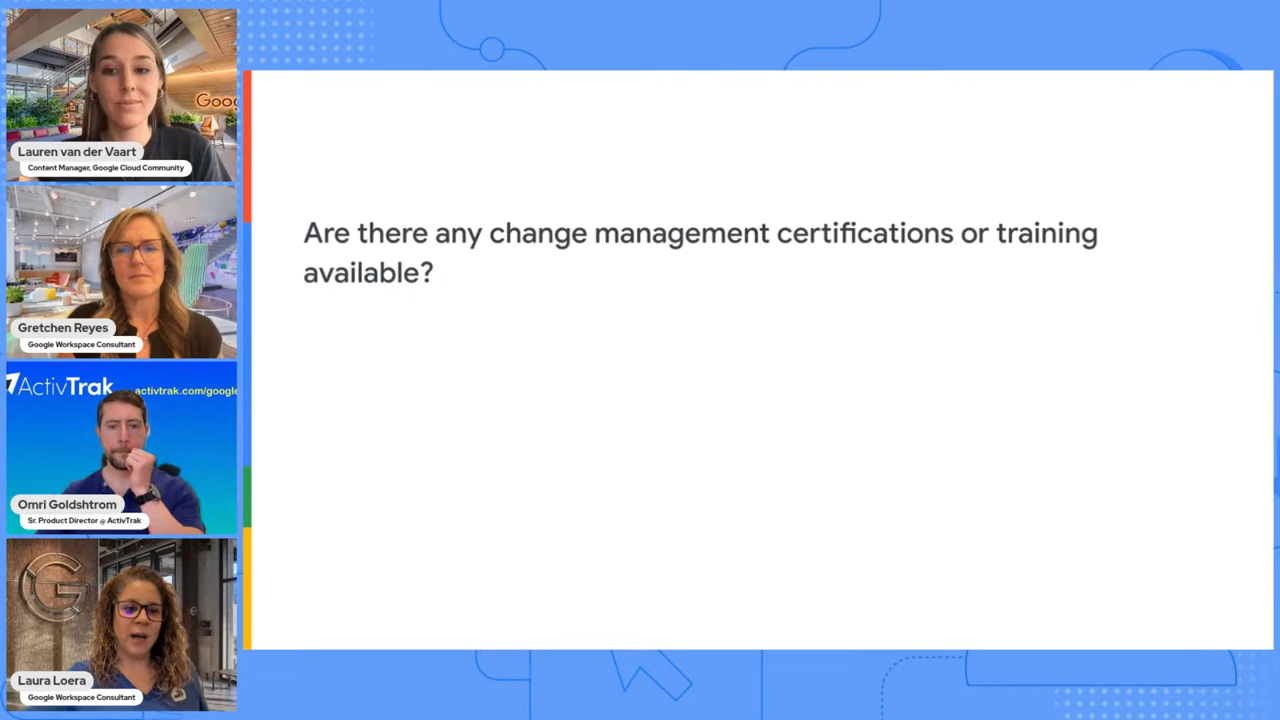 Goo
Lauren van der Vaart
Content Manager, Google Cloud Community
Gretchen Reyes
Google Workspace Consultant
ActivTrak
activtrak.com/google
Omri Goldshtrom
Sr. Product Director @ ActivTrak
G
Laura Loera
Google Workspace Consultant
Are there any change management certifications or training
available?